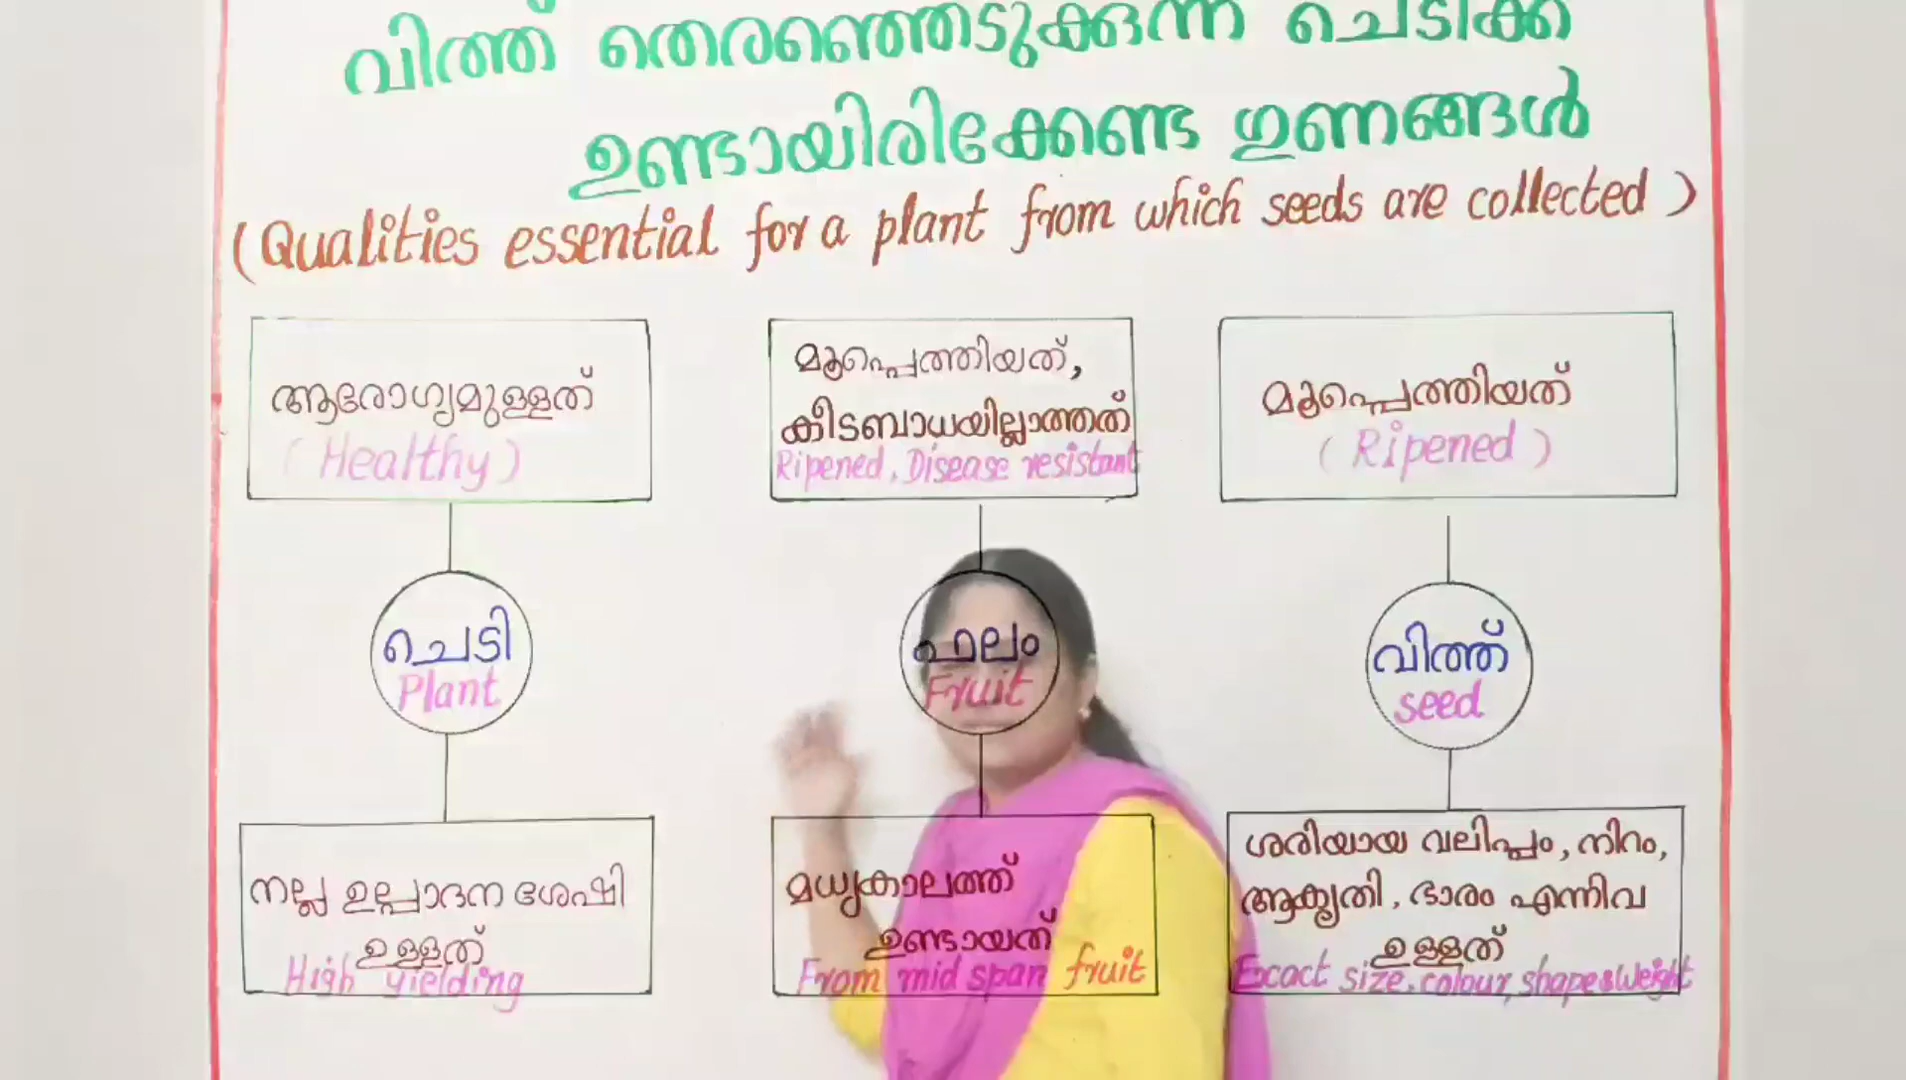 വിത്ത് തെരഞ്ഞെടുക്കുന്ന ചെടിക്ക്
ഉണ്ടായിരിക്കേണ്ട ഗുണങ്ങൾ
(Qualities essential for a plant from which seeds are collected)
ആരോഗ്യമുള്ളത്
(Healthy)
മൂപ്പെത്തിയത്,
കീടബാധയില്ലാത്തത്
Ripened, Disease resistant
മൂപ്പെത്തിയത്
(Ripened)
ചെടി
Plant
ഫലം
Fruit
വിത്ത്
seed
നല്ല ഉല്പാദന ശേഷി
ഉള്ളത്
High yielding
മധ്യകാലത്ത്
ഉണ്ടായത്
From mid span fruit
ശരിയായ വലിപ്പം, നിറം,
ആകൃതി, ഭാരം എന്നിവ
ഉള്ളത്
Excact size, colour, shape & weight